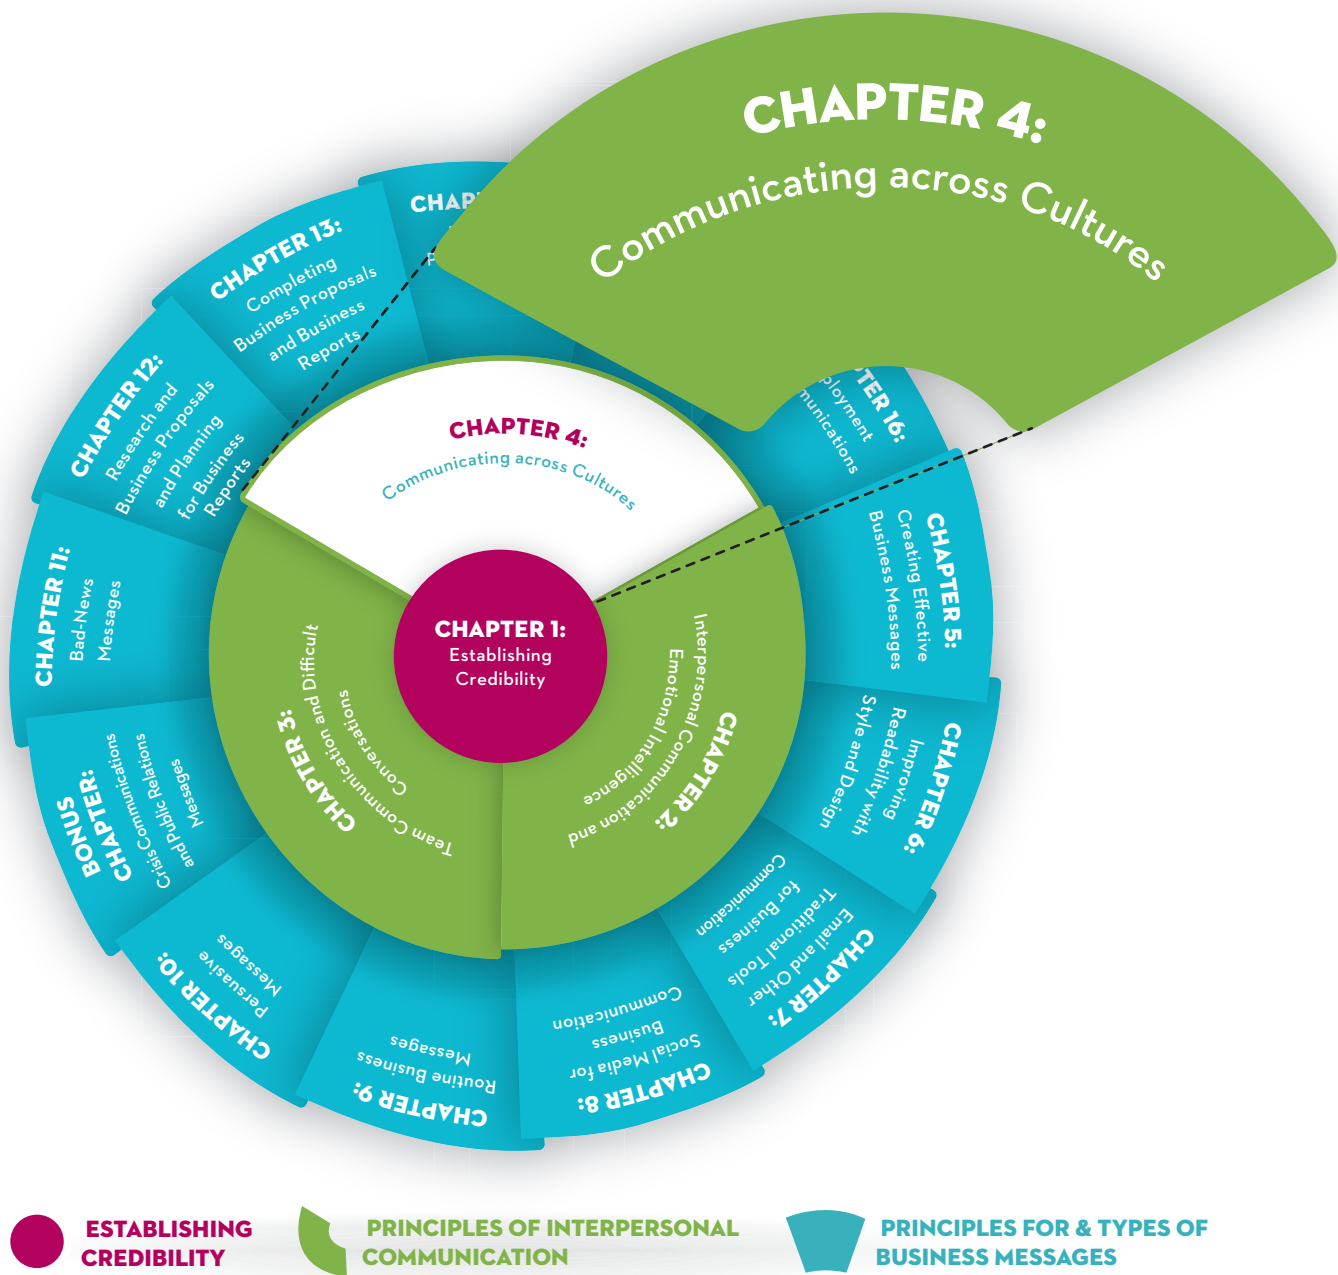 CHAPTER 4:
Communicating across Cultures
CHAPTER 13:
Completing
Business Proposals
and Business
Reports
CHAPTER 12:
Research and
Business Proposals
and Planning
for Business
Reports
CHAPTER 11:
Bad-News
Messages
BONUS
CHAPTER:
Crisis Communications
and Public Relations
Messages
CHAPTER 10:
Persuasive
Messages
CHAPTER 9:
Routine Business
Messages
CHAPTER 8:
Social Media for
Business
Communication
CHAPTER 7:
Email and Other
Traditional Tools
for Business
Communication
CHAPTER 6:
Improving
Readability with
Style and Design
CHAPTER 5:
Creating Effective
Business Messages
16:
CHAPTER 4:
Communicating across Cultures
CHAPTER 1:
Establishing
Credibility
CHAPTER 3:
Team Communication and Difficult
Conversations
CHAPTER 2:
Interpersonal Communication and
Emotional Intelligence
ESTABLISHING
CREDIBILITY
PRINCIPLES OF INTERPERSONAL
COMMUNICATION
PRINCIPLES FOR & TYPES OF
BUSINESS MESSAGES